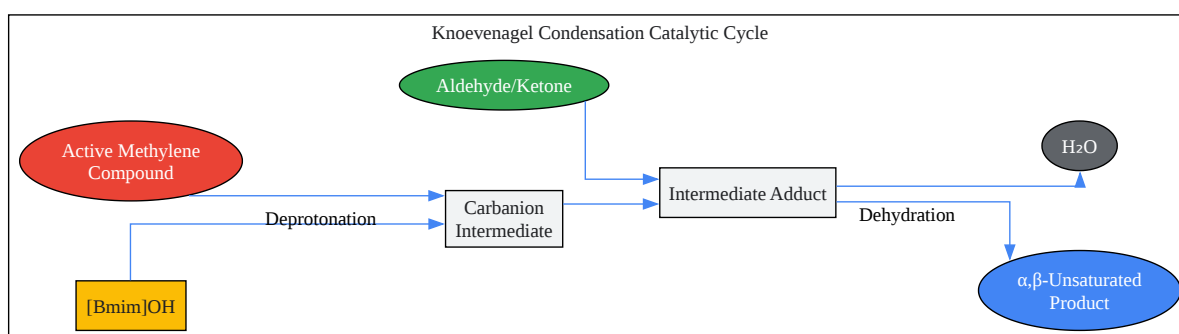 Knoevenagel Condensation Catalytic Cycle
Aldehyde/Ketone
Active Methylene
Compound
H₂O
Carbanion
Intermediate
Intermediate Adduct
Deprotonation
Dehydration
[Bmim]OH
α,β-Unsaturated
Product